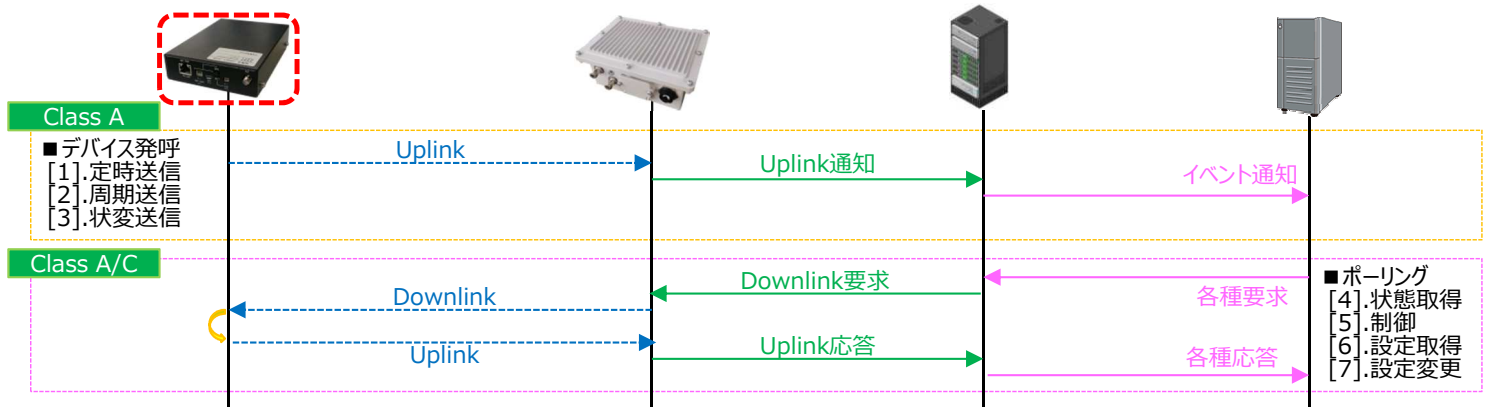 Class A
■デバイス発呼
[1].定時送信
[2].周期送信
[3].状変送信
Uplink
Uplink通知
イベント通知
Class A/C
Downlink
Uplink
Downlink要求
Uplink応答
各種要求
各種応答
■ポーリング
[4].状態取得
[5].制御
[6].設定取得
[7].設定変更